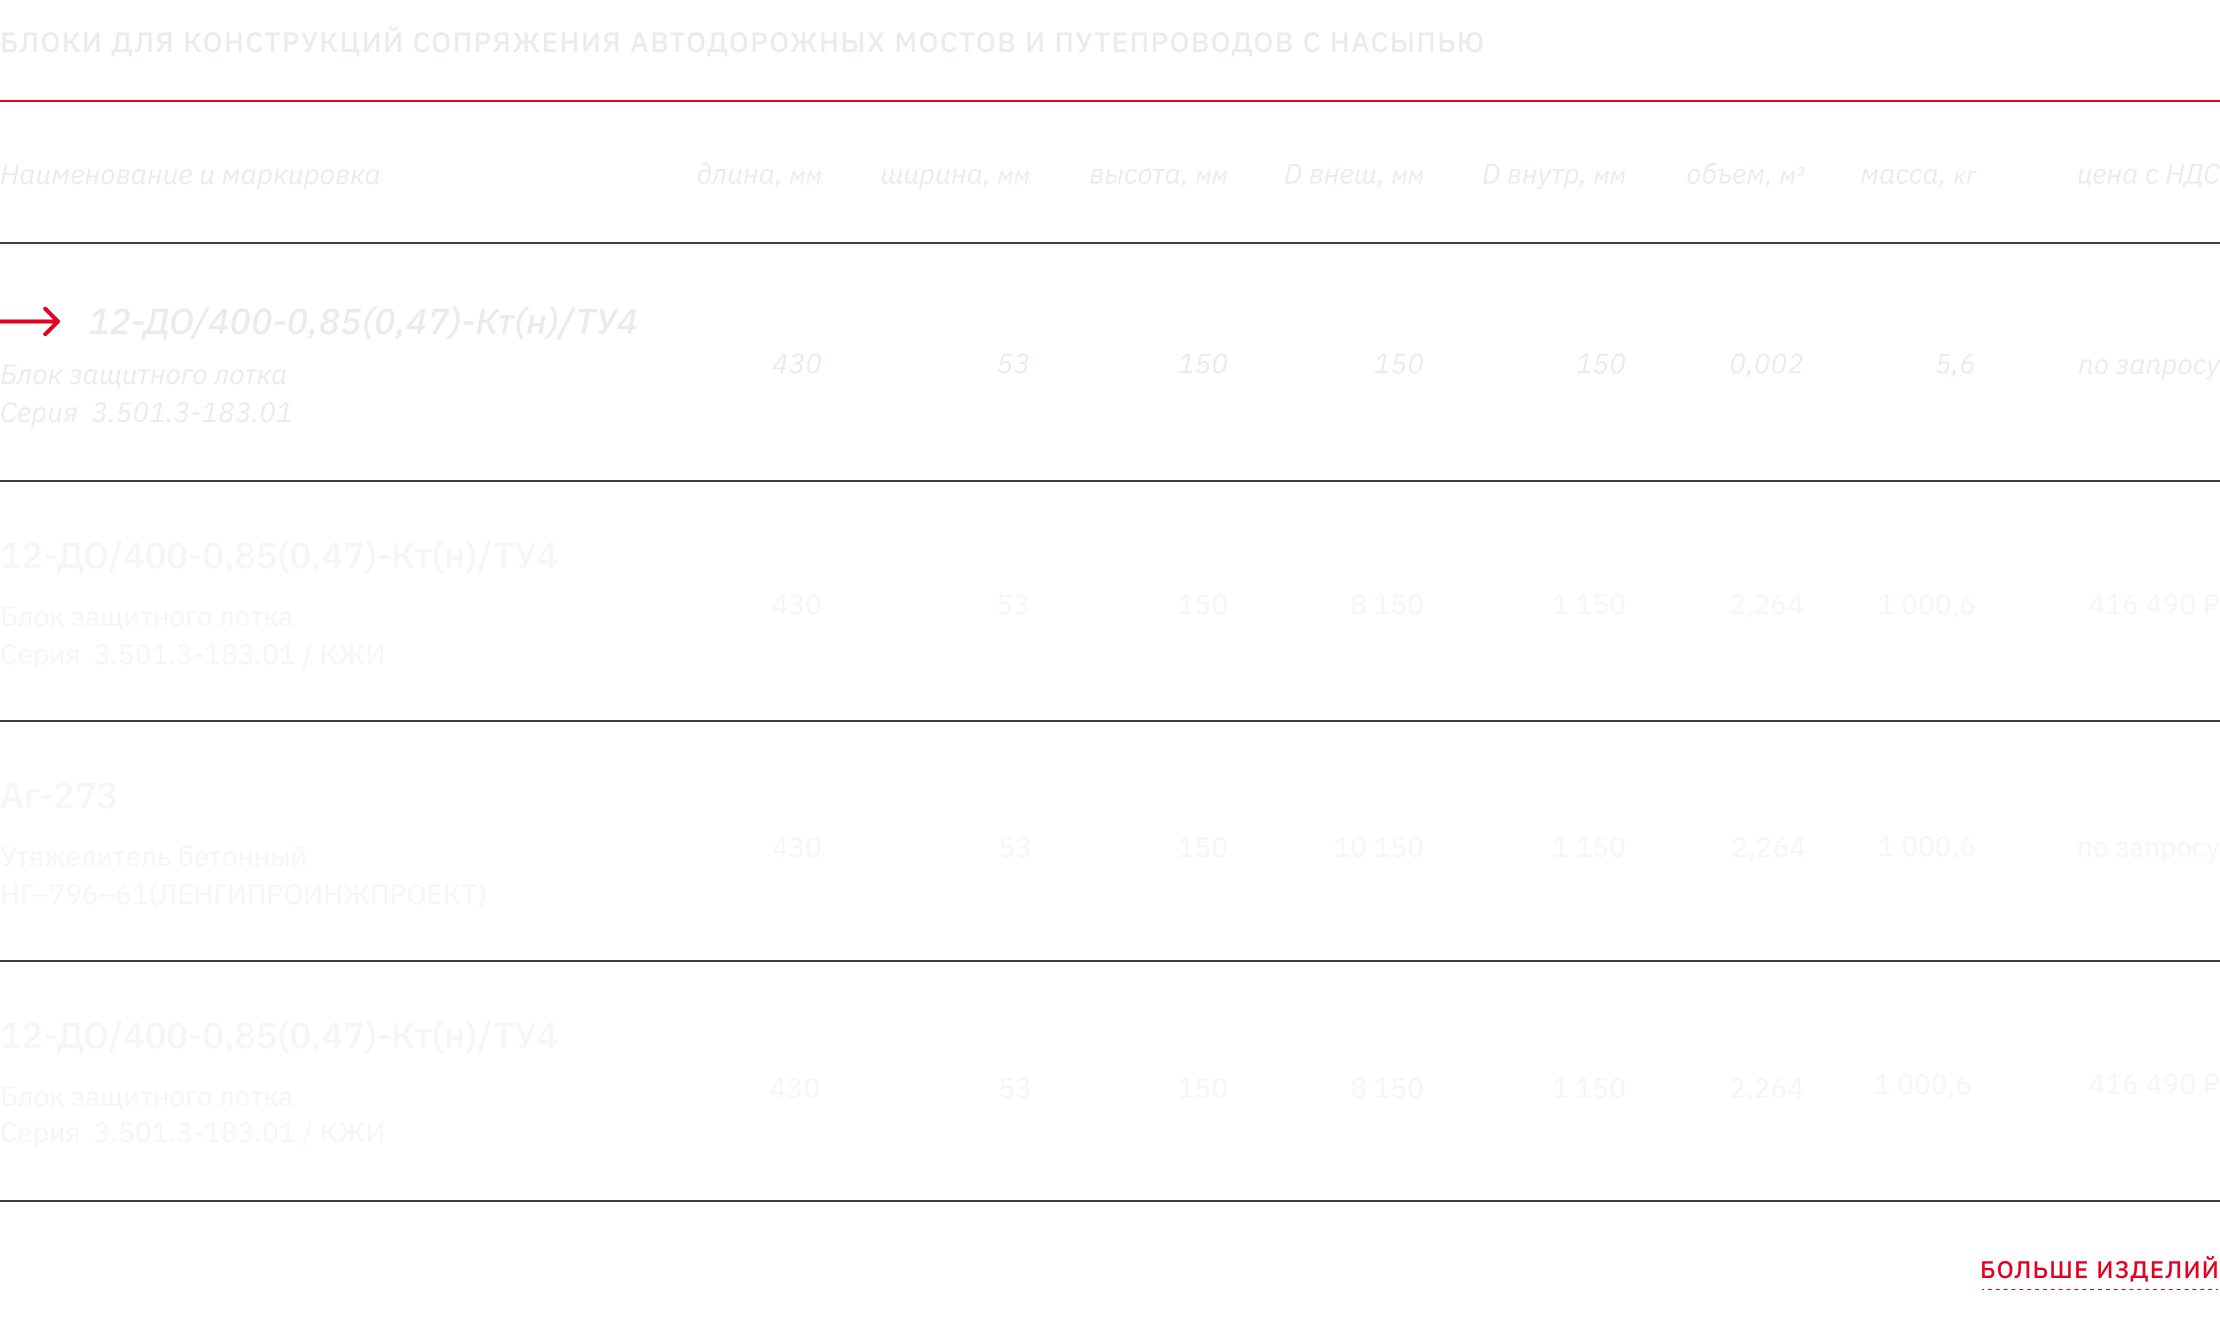 БЛОКИ ДЛЯ КОНСТРУКЦИЙ СОПРЯЖЕНИЯ АВТОДОРОЖНЫХ МОСТОВ И ПУТЕПРОВОДОВ С НАСЫПЬЮ
Наименование и маркировка длина, мм ширина, мм высота, мм D внеш, мм D внутр, мм объем, м³ масса, кг цена с НДС
12-ДО/400-0,85(0,47)-Кт(н)/ТУ4
Блок защитного лотка
Серия 3.501.3-183.01
430 53 150 150 150 0,002 5,6 по запросу
12-ДО/400-0,85(0,47)-Кт(н)/ТУ4
Блок защитного лотка
Серия 3.501.3-183.01 / КЖИ
430 53 150 8 150 1 150 2,264 1 000,6 416 490 ₽
Аг-273
Утяжелитель бетонный
НГ–796–61(ЛЕНГИПРОИНЖПРОЕКТ)
430 53 150 10 150 1 150 2,264 1 000,6 по запросу
12-ДО/400-0,85(0,47)-Кт(н)/ТУ4
Блок защитного лотка
Серия 3.501.3-183.01 / КЖИ
430 53 150 8 150 1 150 2,264 1 000,6 416 490 ₽
БОЛЬШЕ ИЗДЕЛИЙ